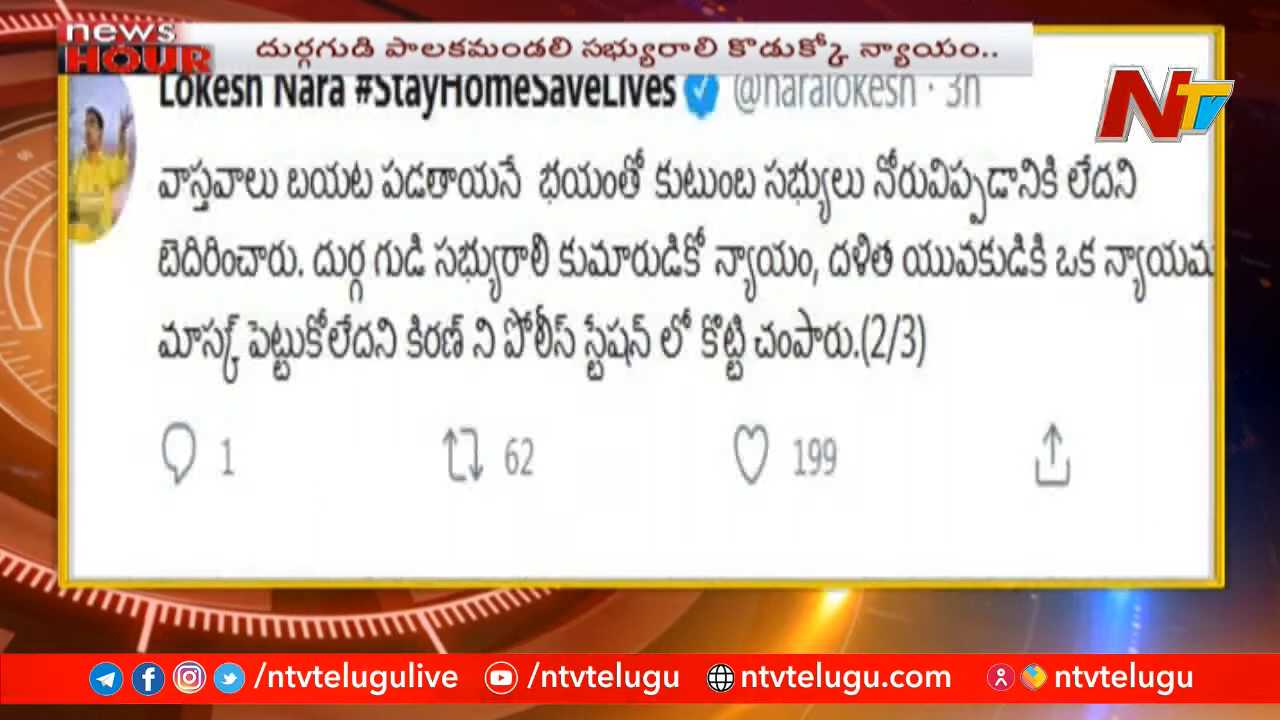 news
HOUR
దుర్గగుడి పాలకమండలి సభ్యురాలి కొడుక్కో న్యాయం..
NTV
Lokesh Nara #StayHomeSaveLives @naralokesh · 3h
వాస్తవాలు బయట పడతాయనే భయంతో కుటుంబ సభ్యులు నోరువిప్పడానికి లేదని
బెదిరించారు. దుర్గ గుడి సభ్యురాలి కుమారుడికో న్యాయం, దళిత యువకుడికి ఒక న్యాయమ
మాస్క్ పెట్టుకోలేదని కిరణ్ ని పోలీస్ స్టేషన్ లో కొట్టి చంపారు.(2/3)
1 62 199
/ntvtelugulive /ntvtelugu ntvtelugu.com ntvtelugu